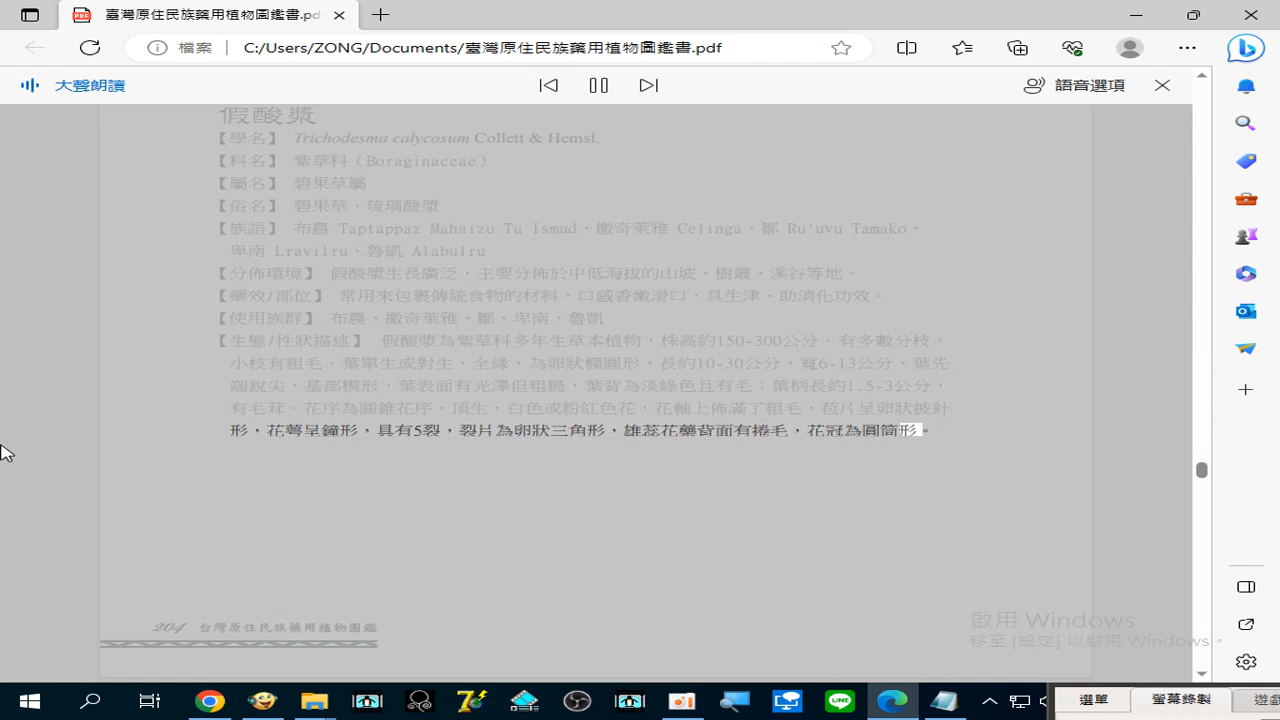 臺灣原住民族藥用植物圖鑑書.pdf
檔案
C:/Users/ZONG/Documents/臺灣原住民族藥用植物圖鑑書.pdf
大聲朗讀
語音選項
假酸漿
【學名】 Trichodesma calycosum Collett & Hemsl.
【科名】 紫草科（Boraginaceae）
【屬名】 碧果草屬
【俗名】 碧果草、琉璃酸漿
【族語】 布農 Taptappaz Mahaizu Tu Ismud、撒奇萊雅 Celinga、鄒 Ru'uvu Tamako、
卑南 Lravilru、魯凱 Alabulru
【分佈環境】 假酸漿生長廣泛，主要分佈於中低海拔的山坡、樹叢、溪谷等地。
【藥效/部位】 常用來包裹傳統食物的材料，口感香嫩滑口，具生津、助消化功效。
【使用族群】 布農、撒奇萊雅、鄒、卑南、魯凱
【生態/性狀描述】 假酸漿為紫草科多年生草本植物，株高約150-300公分。有多數分枝，
小枝有粗毛。葉單生或對生，全緣，為卵狀橢圓形，長約10-30公分，寬6-13公分，葉先
端銳尖，基部楔形，葉表面有光澤但粗糙，葉背為淡綠色且有毛；葉柄長約1.5-3公分，
有毛茸。花序為圓錐花序，頂生，白色或粉紅色花，花軸上佈滿了粗毛，苞片呈卵狀披針
形，花萼呈鐘形，具有5裂，裂片為卵狀三角形，雄蕊花藥背面有捲毛，花冠為圓筒形。
204 台灣原住民族藥用植物圖鑑
啟用 Windows
移至 [設定] 以啟用 Windows。
選單
螢幕錄製
遊戲